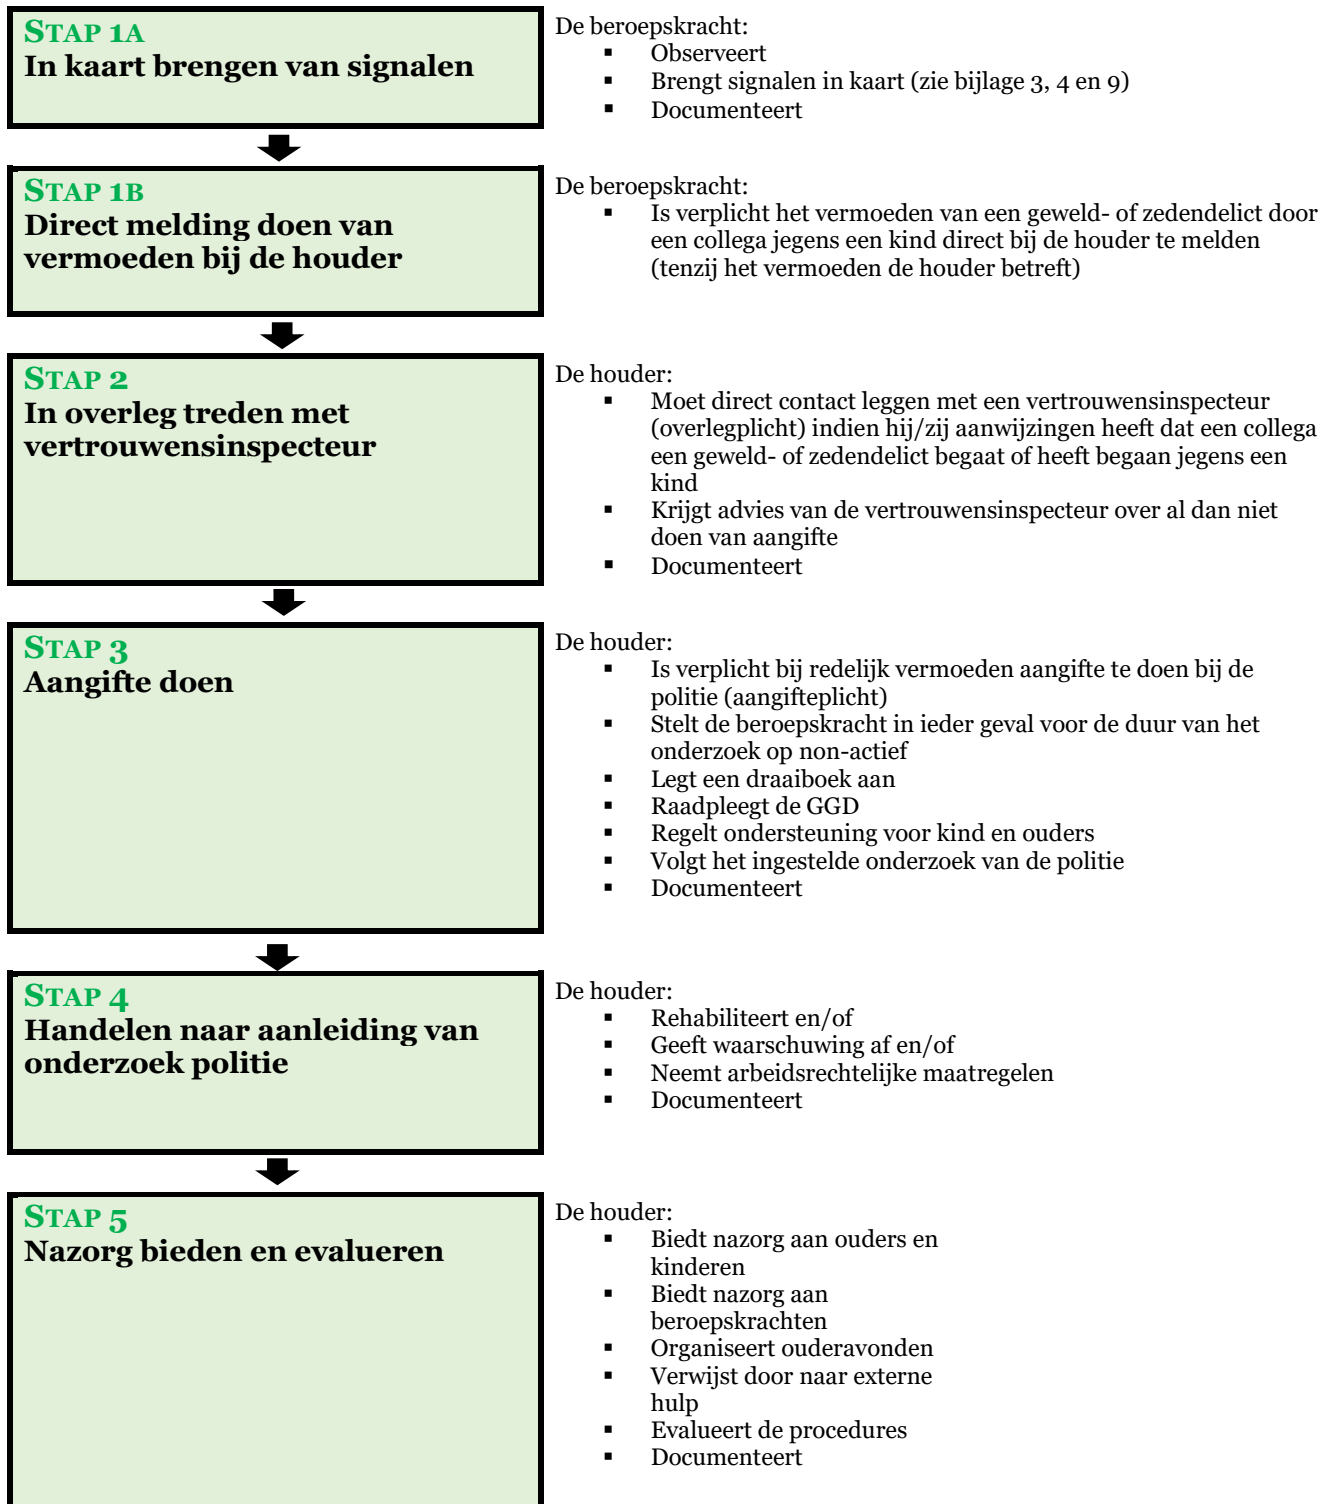 STAP 1A
In kaart brengen van signalen
De beroepskracht:
▪ Observeert
▪ Brengt signalen in kaart (zie bijlage 3, 4 en 9)
▪ Documenteert
STAP 1B
Direct melding doen van
vermoeden bij de houder
De beroepskracht:
▪ Is verplicht het vermoeden van een geweld- of zedendelict door
een collega jegens een kind direct bij de houder te melden
(tenzij het vermoeden de houder betreft)
STAP 2
In overleg treden met
vertrouwensinspecteur
De houder:
▪ Moet direct contact leggen met een vertrouwensinspecteur
(overlegplicht) indien hij/zij aanwijzingen heeft dat een collega
een geweld- of zedendelict begaat of heeft begaan jegens een
kind
▪ Krijgt advies van de vertrouwensinspecteur over al dan niet
doen van aangifte
▪ Documenteert
STAP 3
Aangifte doen
De houder:
▪ Is verplicht bij redelijk vermoeden aangifte te doen bij de
politie (aangifteplicht)
▪ Stelt de beroepskracht in ieder geval voor de duur van het
onderzoek op non-actief
▪ Legt een draaiboek aan
▪ Raadpleegt de GGD
▪ Regelt ondersteuning voor kind en ouders
▪ Volgt het ingestelde onderzoek van de politie
▪ Documenteert
STAP 4
Handelen naar aanleiding van
onderzoek politie
De houder:
▪ Rehabiliteert en/of
▪ Geeft waarschuwing af en/of
▪ Neemt arbeidsrechtelijke maatregelen
▪ Documenteert
STAP 5
Nazorg bieden en evalueren
De houder:
▪ Biedt nazorg aan ouders en
kinderen
▪ Biedt nazorg aan
beroepskrachten
▪ Organiseert ouderavonden
▪ Verwijst door naar externe
hulp
▪ Evalueert de procedures
▪ Documenteert